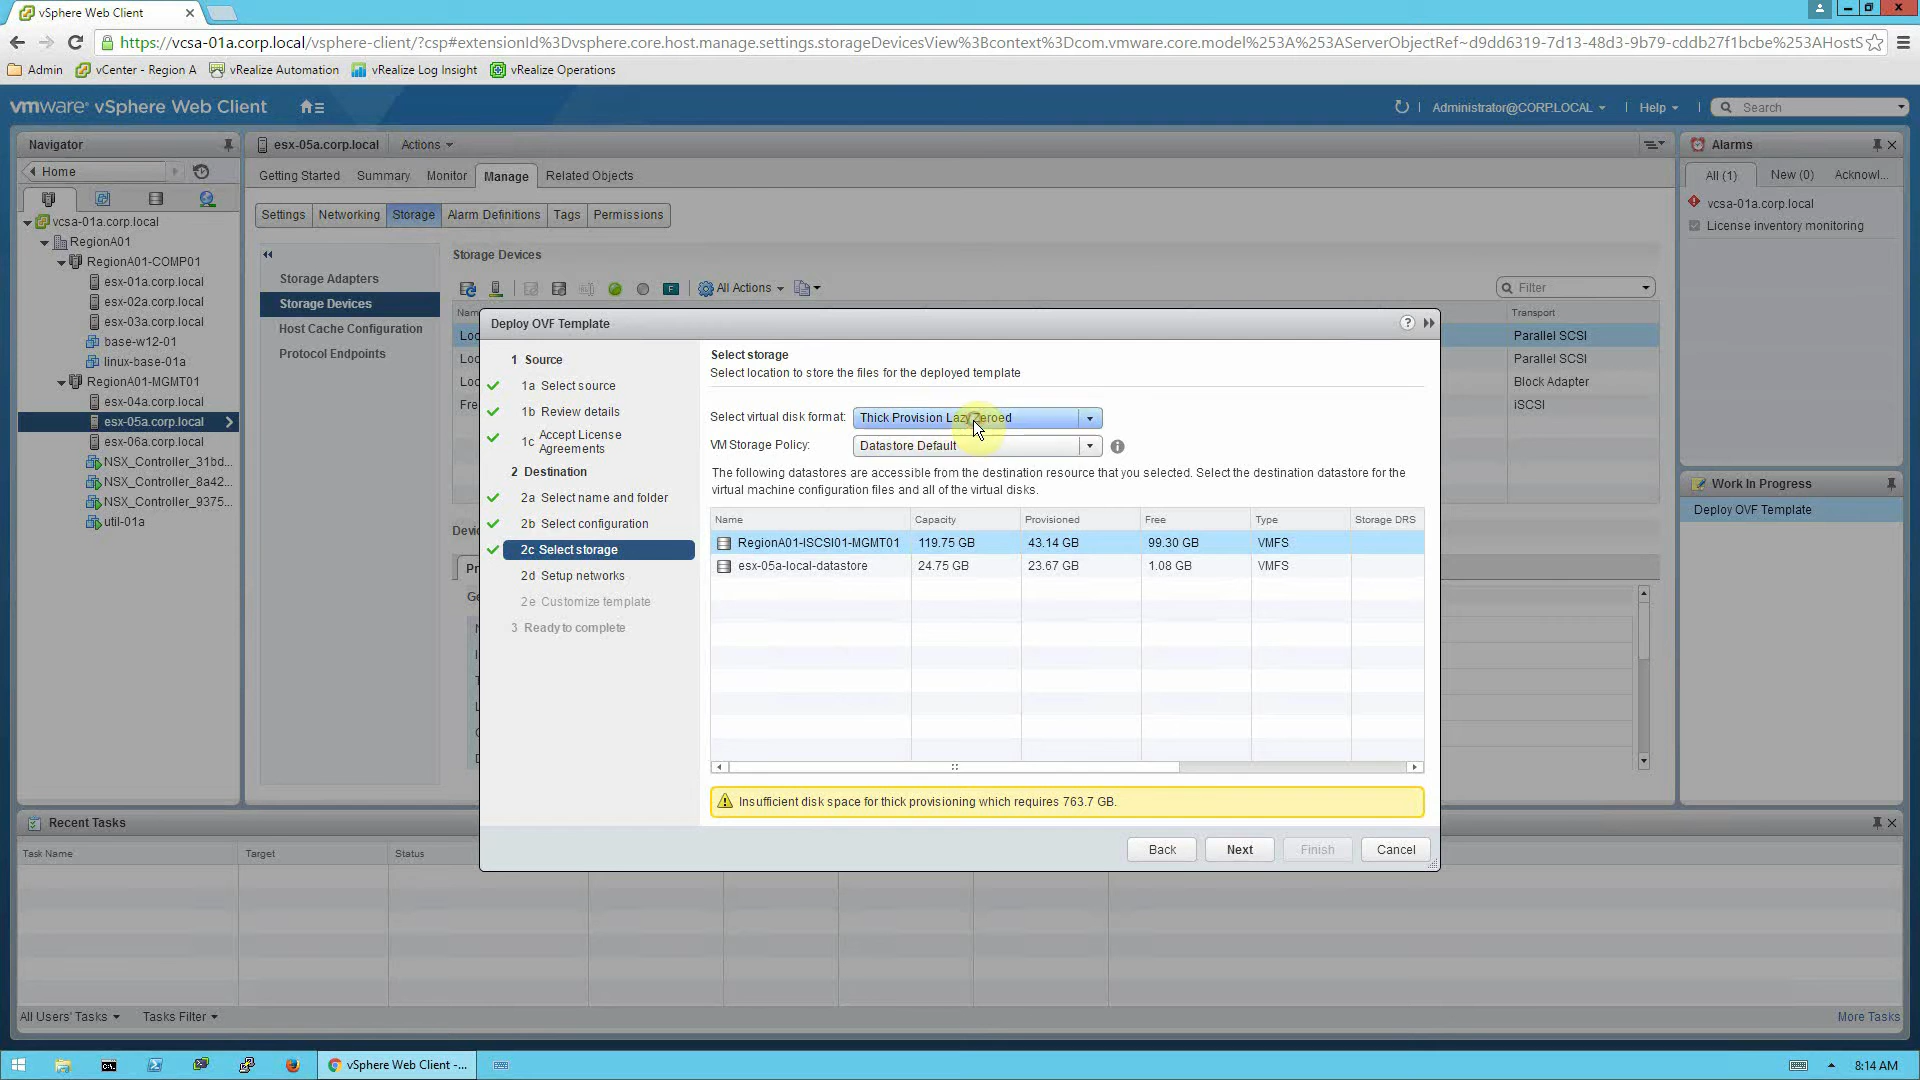 vSphere Web Client
https://vcsa-01a.corp.local/vsphere-client/?csp#extensionId%3Dvsphere.core.host.manage.settings.storageDevicesView%3Bcontext%3Dcom.vmware.core.model%253A%253AServerObjectRef~d9dd6319-7d13-48d3-9b79-cddb27f1bcbe%253AHostS
Admin vCenter - Region A vRealize Automation vRealize Log Insight vRealize Operations
vmware® vSphere Web Client
Administrator@CORP.LOCAL
Help
Search
Navigator
Home
vcsa-01a.corp.local
RegionA01
RegionA01-COMP01
esx-01a.corp.local
esx-02a.corp.local
esx-03a.corp.local
base-w12-01
linux-base-01a
RegionA01-MGMT01
esx-04a.corp.local
esx-05a.corp.local
esx-06a.corp.local
NSX_Controller_31bd...
NSX_Controller_8a42...
NSX_Controller_9375...
util-01a
esx-05a.corp.local Actions
Getting Started Summary Monitor Manage Related Objects
Settings Networking Storage Alarm Definitions Tags Permissions
Storage Adapters
Storage Devices
Host Cache Configuration
Protocol Endpoints
Storage Devices
All Actions
Filter
Nam
Transport
Loc
Parallel SCSI
Loc
Parallel SCSI
Loc
Block Adapter
Fre
iSCSI
Devic
Pr
Ge
Deploy OVF Template
1 Source
1a Select source
1b Review details
1c Accept License
Agreements
2 Destination
2a Select name and folder
2b Select configuration
2c Select storage
2d Setup networks
2e Customize template
3 Ready to complete
Select storage
Select location to store the files for the deployed template
Select virtual disk format: Thick Provision Lazy Zeroed
VM Storage Policy: Datastore Default
The following datastores are accessible from the destination resource that you selected. Select the destination datastore for the
virtual machine configuration files and all of the virtual disks.
Name Capacity Provisioned Free Type Storage DRS
RegionA01-ISCSI01-MGMT01 119.75 GB 43.14 GB 99.30 GB VMFS
esx-05a-local-datastore 24.75 GB 23.67 GB 1.08 GB VMFS
Insufficient disk space for thick provisioning which requires 763.7 GB.
Back Next Finish Cancel
Alarms
All (1) New (0) Acknowl...
vcsa-01a.corp.local
License inventory monitoring
Work In Progress
Deploy OVF Template
Recent Tasks
Task Name Target Status
All Users' Tasks Tasks Filter
More Tasks
vSphere Web Client -...
8:14 AM